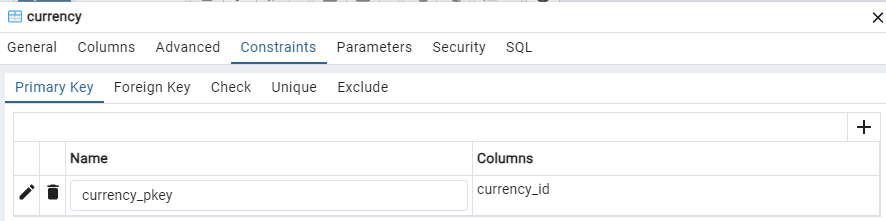 currency
General Columns Advanced Constraints Parameters Security SQL
Primary Key Foreign Key Check Unique Exclude
Name Columns
currency_pkey currency_id